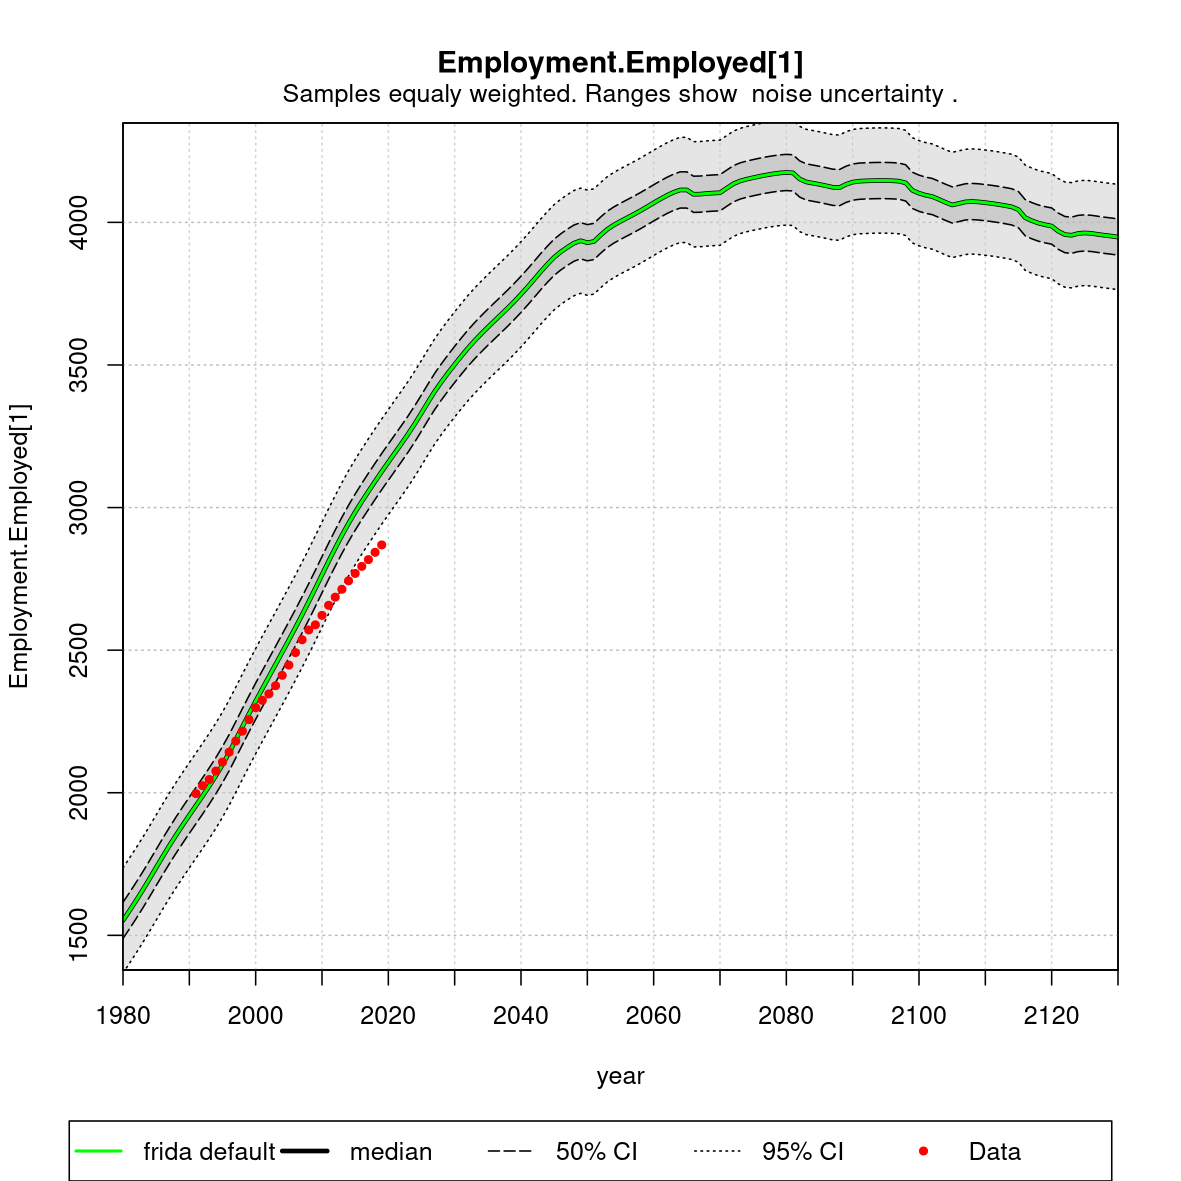 Employment.Employed[1]
Samples equaly weighted. Ranges show  noise uncertainty .
Employment.Employed[1]
4000
3500
3000
2500
2000
1500
1980 2000 2020 2040 2060 2080 2100 2120
year
frida default median 50% CI 95% CI Data